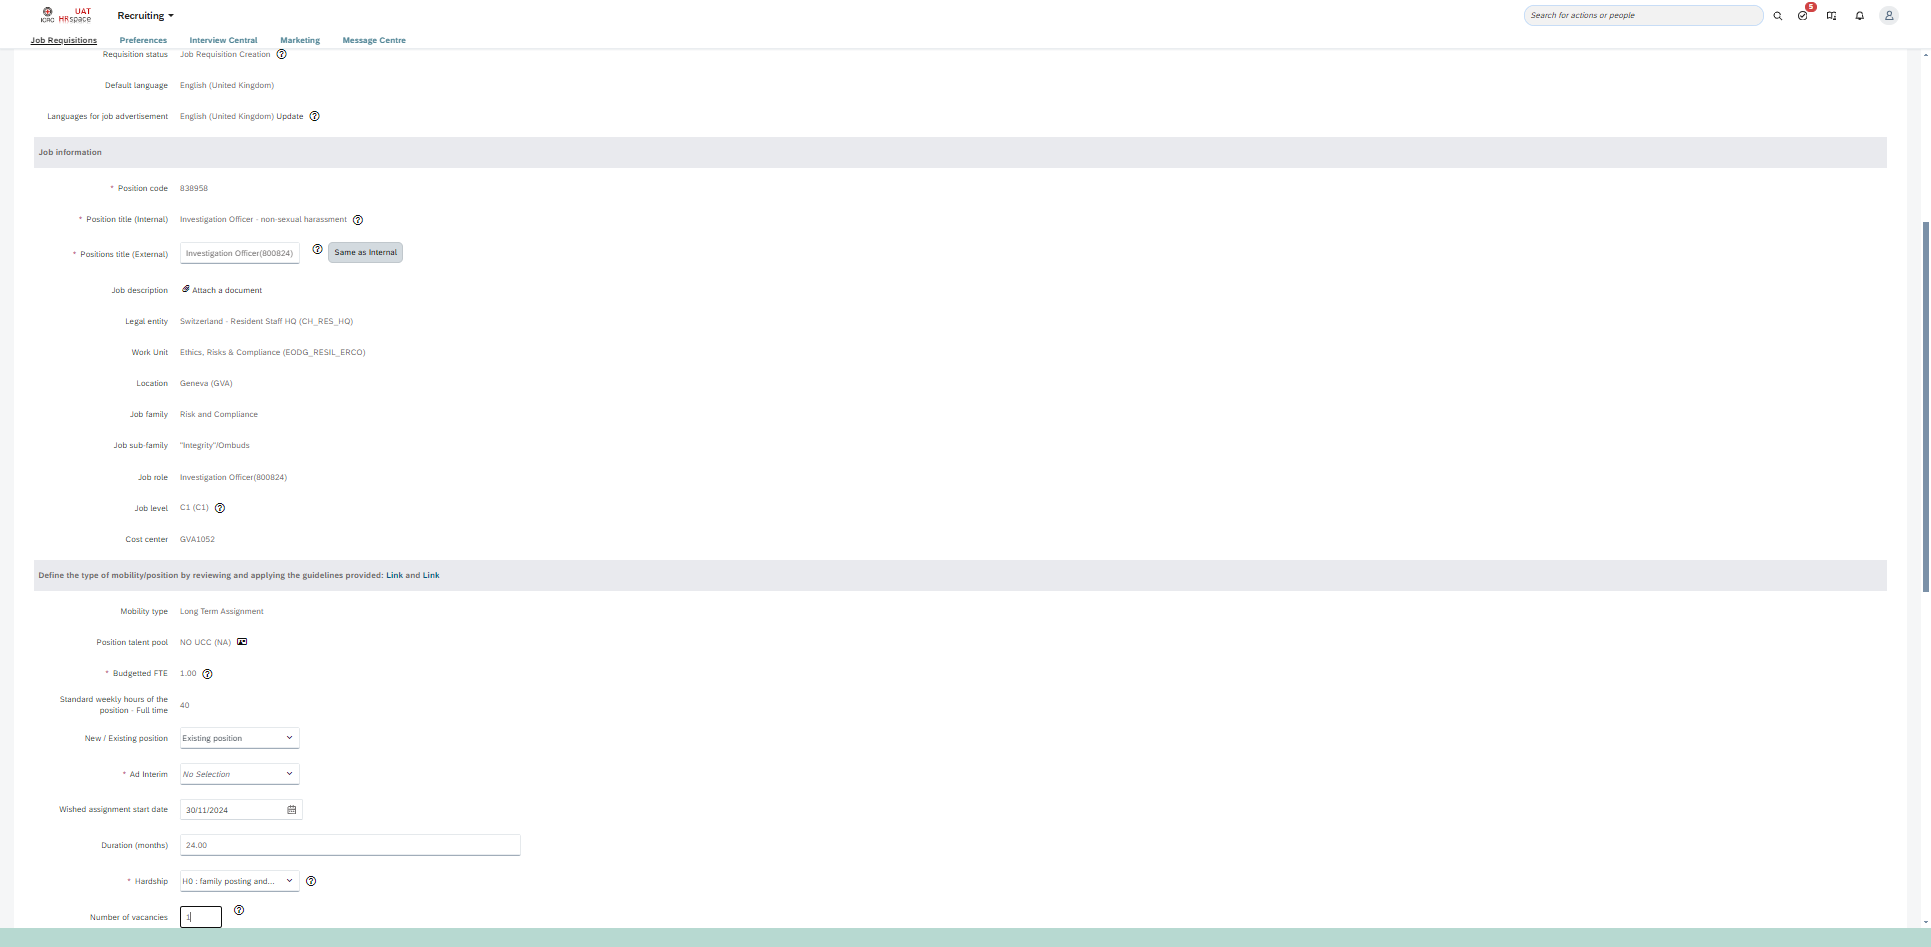 ICRC UAT HRspace
Recruiting
Search for actions or people
5
Job Requisitions Preferences Interview Central Marketing Message Centre
Requisition status Job Requisition Creation
Default language English (United Kingdom)
Languages for job advertisement English (United Kingdom) Update
Job information
* Position code 838958
* Position title (Internal) Investigation Officer - non-sexual harassment
* Positions title (External) Investigation Officer(800824) Same as Internal
Job description Attach a document
Legal entity Switzerland - Resident Staff HQ (CH_RES_HQ)
Work Unit Ethics, Risks & Compliance (EODG_RESIL_ERCO)
Location Geneva (GVA)
Job family Risk and Compliance
Job sub-family "Integrity"/Ombuds
Job role Investigation Officer(800824)
Job level C1 (C1)
Cost center GVA1052
Define the type of mobility/position by reviewing and applying the guidelines provided: Link and Link
Mobility type Long Term Assignment
Position talent pool NO UCC (NA)
* Budgetted FTE 1.00
Standard weekly hours of the
position - Full time 40
New / Existing position Existing position
* Ad Interim No Selection
Wished assignment start date 30/11/2024
Duration (months) 24.00
* Hardship H0 : family posting and...
Number of vacancies 1